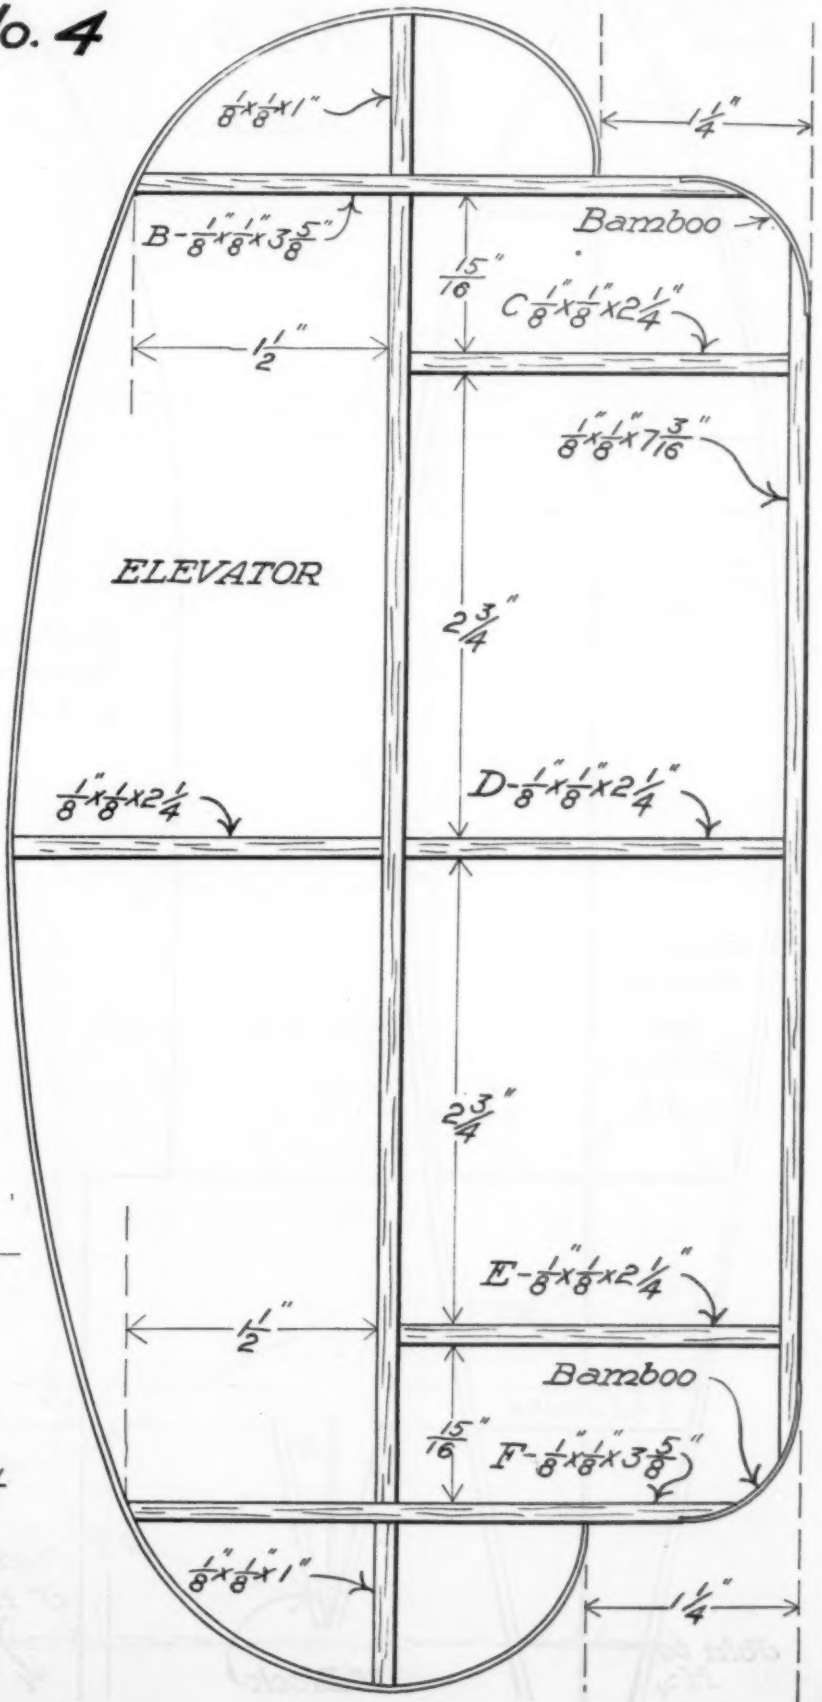 o. 4
1/8 x 1/8 x 1"
1 1/4"
B-1/8" x 1/8" x 3 5/8"
Bamboo
15/16"
C 1/8" x 1/8" x 2 1/4"
1 1/2"
1/8" x 1/8" x 7 3/16"
ELEVATOR
2 3/4"
1/8" x 1/8 x 2 1/4
D-1/8" x 1/8" x 2 1/4"
2 3/4"
E-1/8" x 1/8 x 2 1/4"
1 1/2"
Bamboo
15/16"
F-1/8" x 1/8" x 3 5/8"
1/8" x 1/8" x 1"
1 1/4"